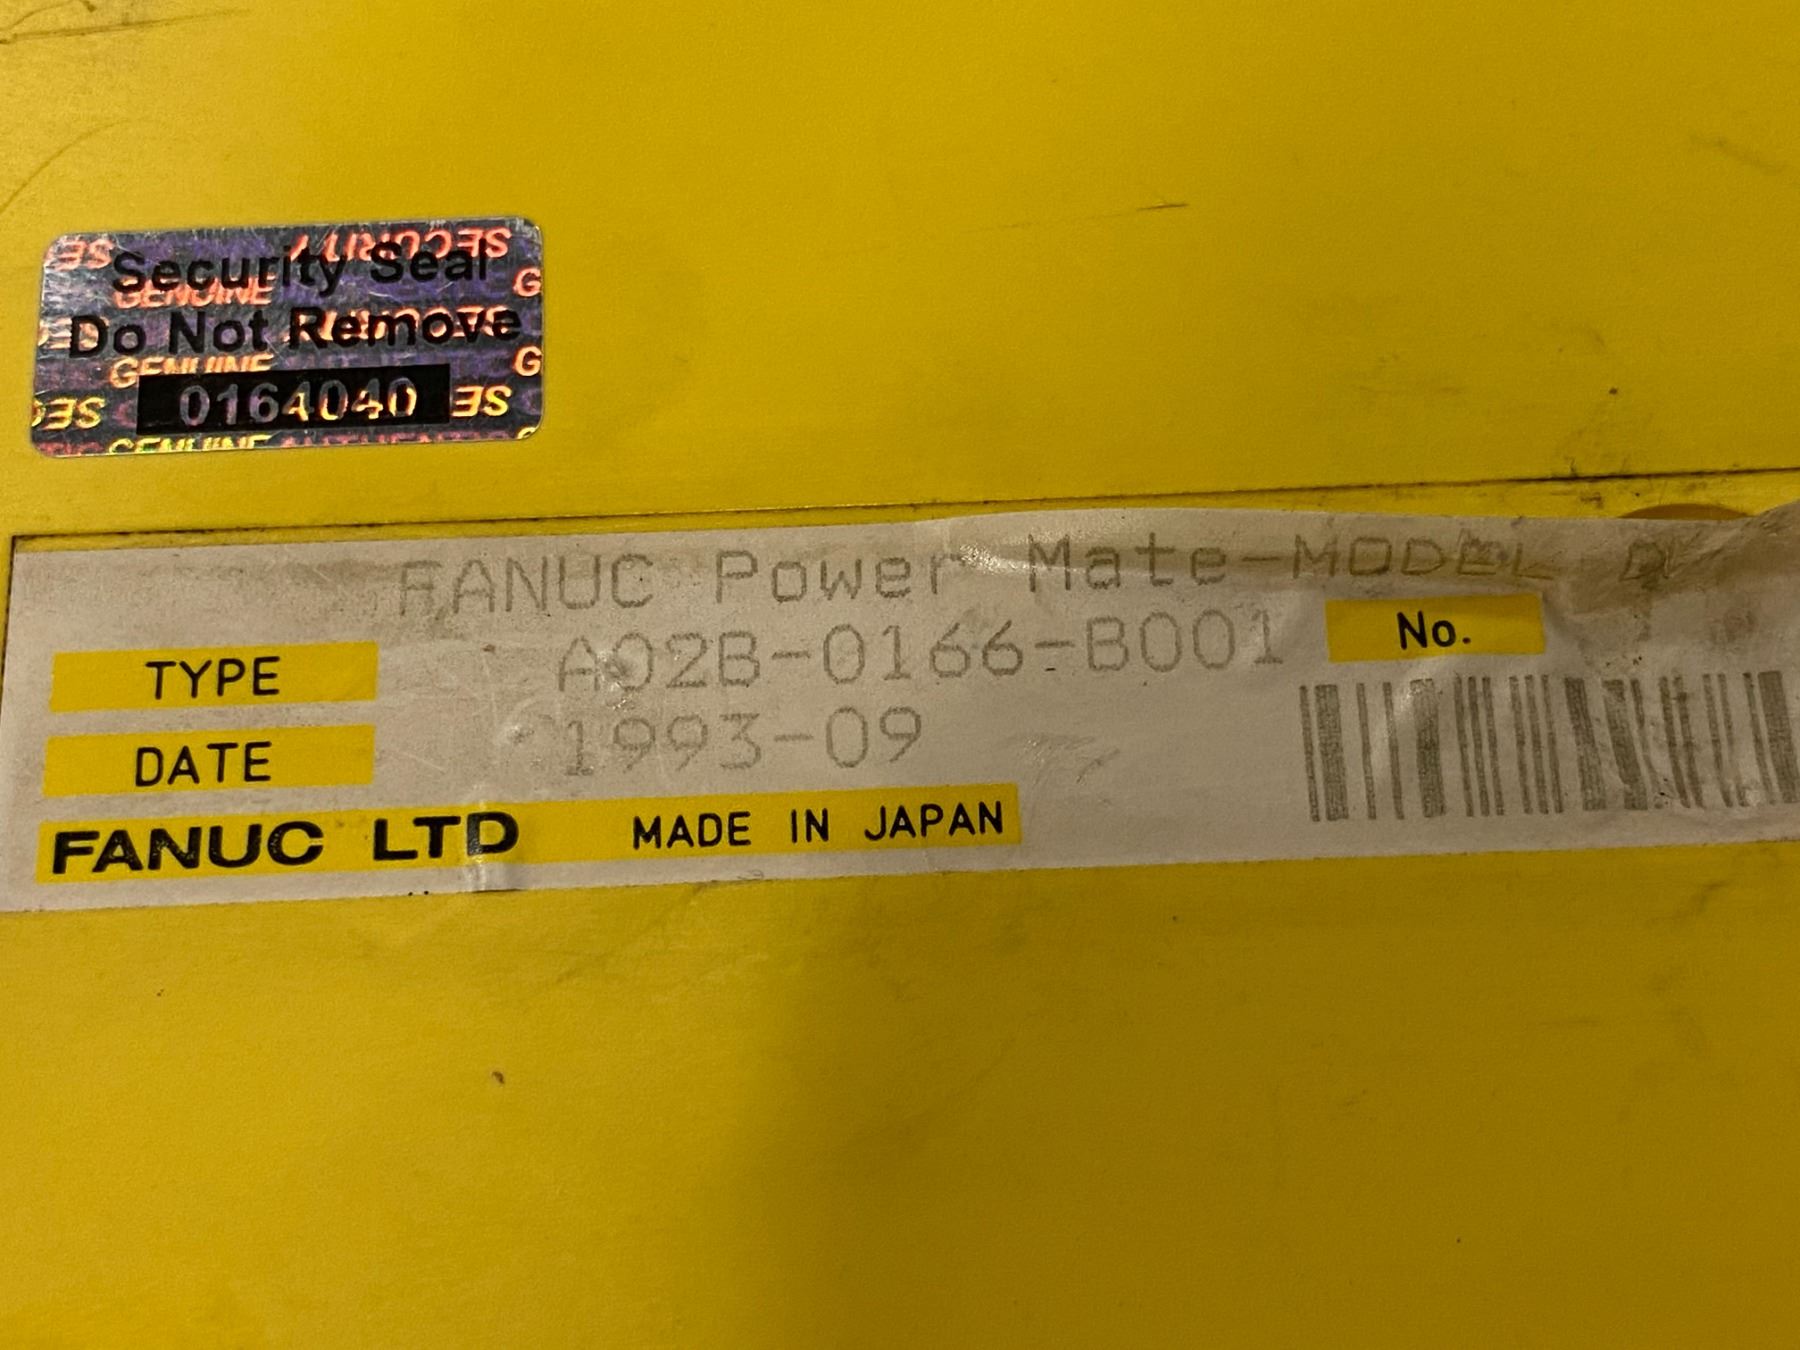 Security Seal
Do Not Remove
0164040
FANUC Power Mate-MODEL D
TYPE A02B-0166-B001 No.
DATE 1993-09
FANUC LTD MADE IN JAPAN